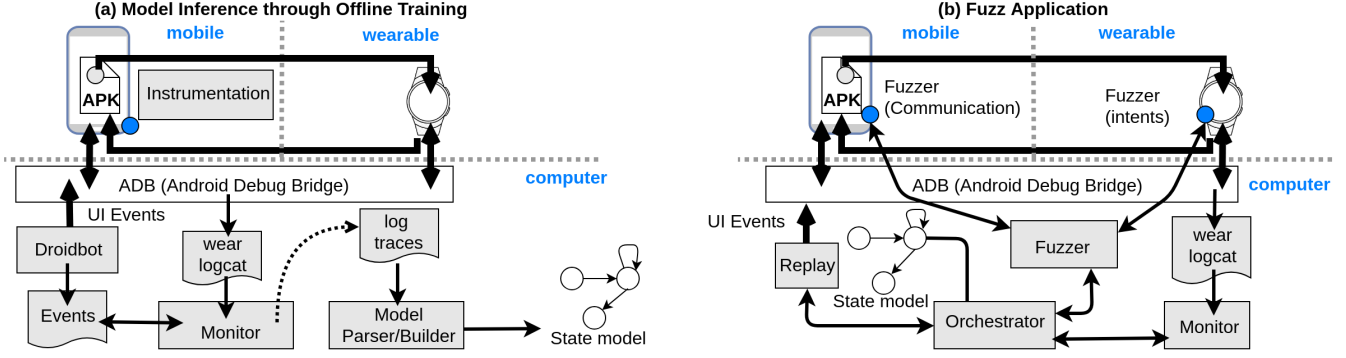 (a) Model Inference through Offline Training
mobile
wearable
APK
Instrumentation
computer
ADB (Android Debug Bridge)
UI Events
Droidbot
wear
logcat
log
traces
Events
Monitor
Model
Parser/Builder
State model
(b) Fuzz Application
mobile
wearable
APK
Fuzzer
(Communication)
Fuzzer
(intents)
computer
ADB (Android Debug Bridge)
UI Events
Replay
State model
Fuzzer
wear
logcat
Orchestrator
Monitor